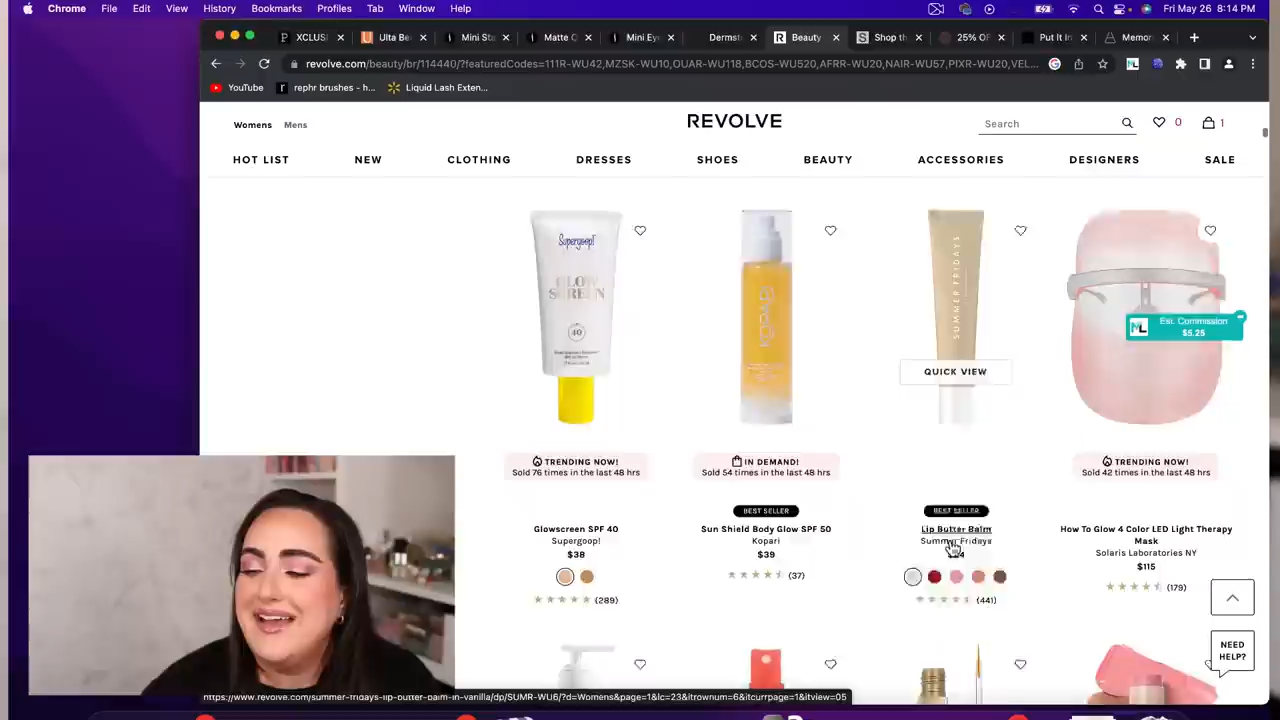 Chrome File Edit View History Bookmarks Profiles Tab Window Help Fri May 26 8:14 PM
XCLUS Ulta Be Mini Sta Matte Mini Ey Dermst Beauty Shop th 25% OF Put It In Memor
revolve.com/beauty/br/114440/?featuredCodes=111R-WU42,MZSK-WU10,OUAR-WU118,BCOS-WU520,AFRR-WU20,NAIR-WU57,PIXR-WU20,VEL...
YouTube rephr brushes - h... Liquid Lash Exten...
Womens Mens REVOLVE Search 0 1
HOT LIST NEW CLOTHING DRESSES SHOES BEAUTY ACCESSORIES DESIGNERS SALE
Supergoop!
GLOW
SCREEN
40
SUMMER FRIDAYS
Est. Commission
$5.25
QUICK VIEW
TRENDING NOW!
Sold 76 times in the last 48 hrs
IN DEMAND!
Sold 54 times in the last 48 hrs
TRENDING NOW!
Sold 42 times in the last 48 hrs
BEST SELLER
BEST SELLER
Glowscreen SPF 40
Supergoop!
$38
(289)
Sun Shield Body Glow SPF 50
Kopari
$39
(37)
Lip Butter Balm
Summer Fridays
(441)
How To Glow 4 Color LED Light Therapy
Mask
Solaris Laboratories NY
$115
(179)
NEED
HELP?
https://www.revolve.com/summer-fridays-lip-butter-balm-in-vanilla/dp/SUMR-WU6/?d=Womens&page=1&lc=23&itrownum=6&itcurrpage=1&itview=05